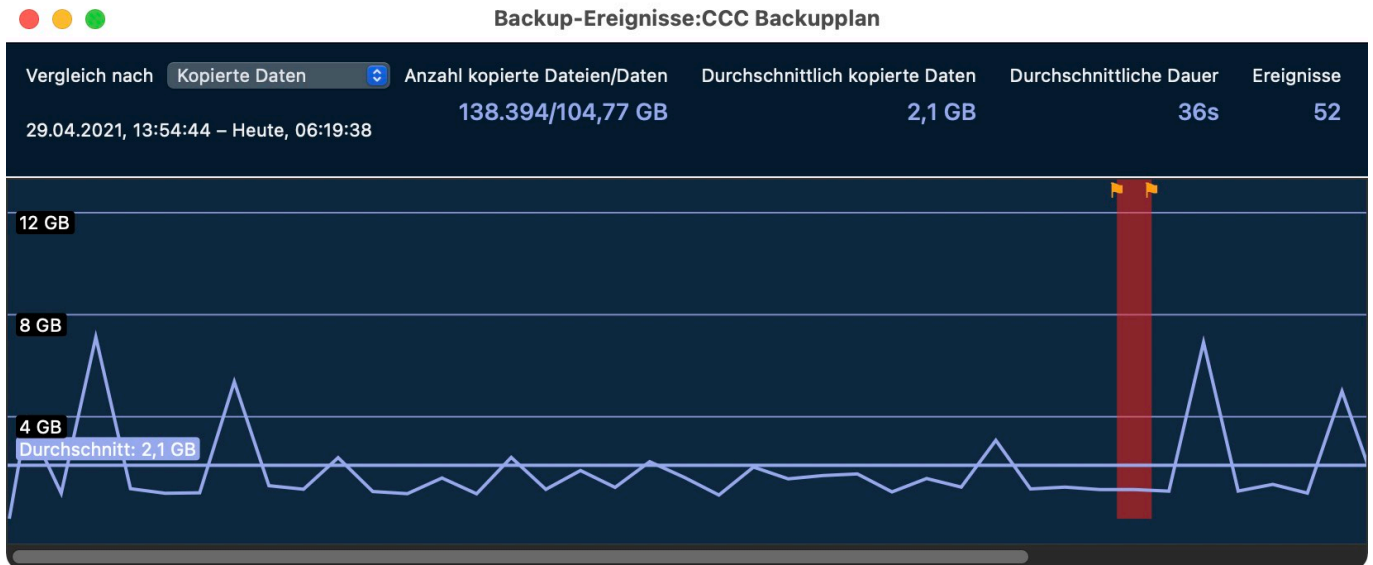 Backup-Ereignisse:CCC Backupplan
Vergleich nach Kopierte Daten Anzahl kopierte Dateien/Daten Durchschnittlich kopierte Daten Durchschnittliche Dauer Ereignisse
138.394/104,77 GB 2,1 GB 36s 52
29.04.2021, 13:54:44 – Heute, 06:19:38
12 GB
8 GB
4 GB
Durchschnitt: 2,1 GB